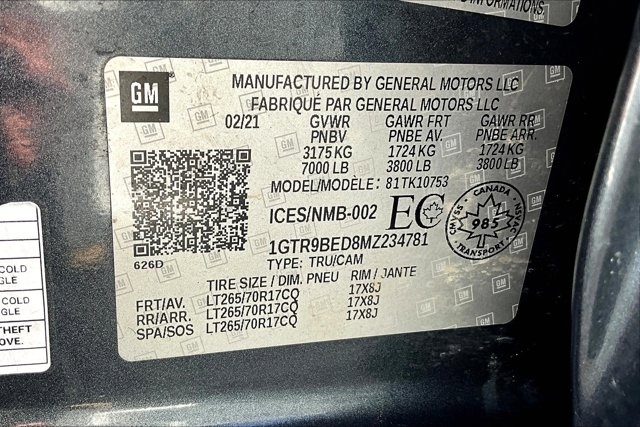 INFORMATIONS.
GM
MANUFACTURED BY GENERAL MOTORS LLC
FABRIQUÉ PAR GENERAL MOTORS LLC
02/21 GVWR GAWR FRT GAWR RR
PNBV PNBE AV. PNBE ARR.
3175 KG 1724 KG 1724 KG
7000 LB 3800 LB 3800 LB
MODEL/MODÈLE: 81TK10753
ICES/NMB-002 EC
CANADA
CMVSS 985 NSVAC
TRANSPORT
1GTR9BED8MZ234781
626D
TYPE: TRU/CAM
TIRE SIZE / DIM. PNEU RIM / JANTE
FRT/AV. LT265/70R17CQ 17X8J
RR/ARR. LT265/70R17CQ 17X8J
SPA/SOS LT265/70R17CQ 17X8J
COLD
GLE
COLD
GLE
THEFT
OVE.